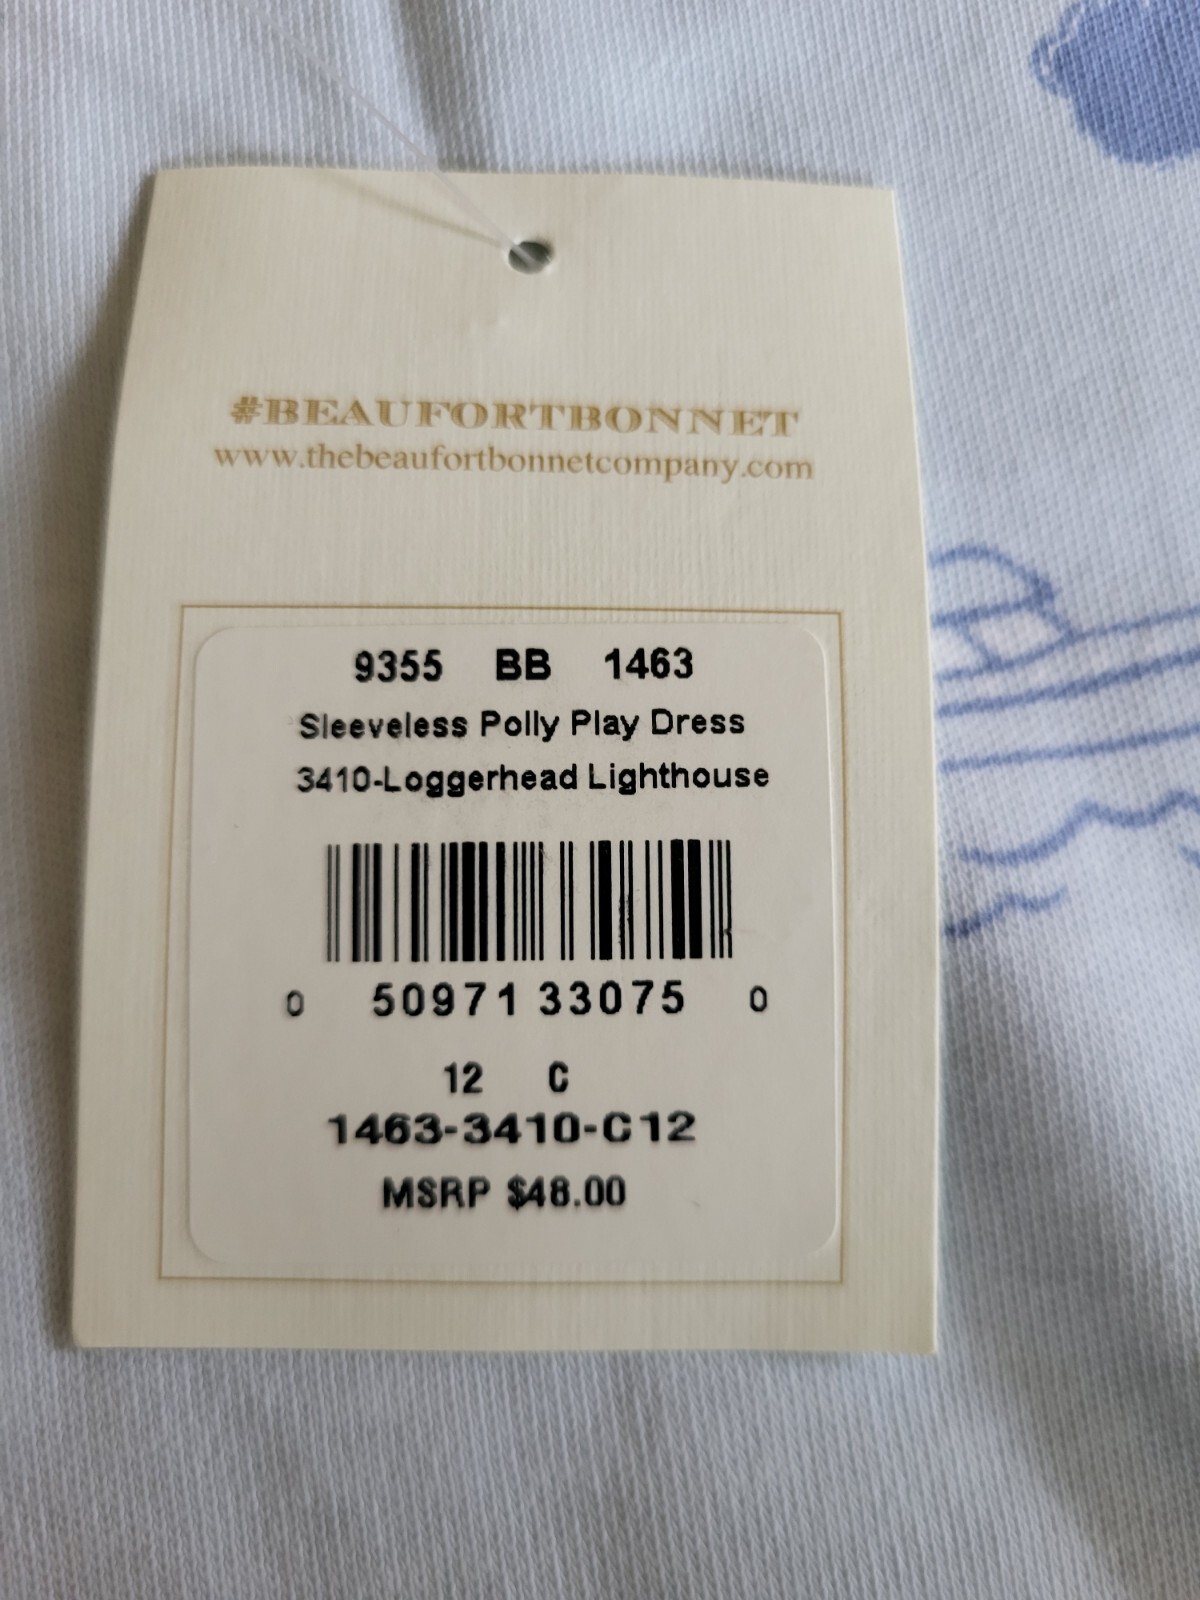 #BEAUFORTBONNET
www.thebeaufortbonnetcompany.com
9355 BB 1463
Sleeveless Polly Play Dress
3410-Loggerhead Lighthouse
0 50971 33075 0
12 C
1463-3410-C12
MSRP $48.00